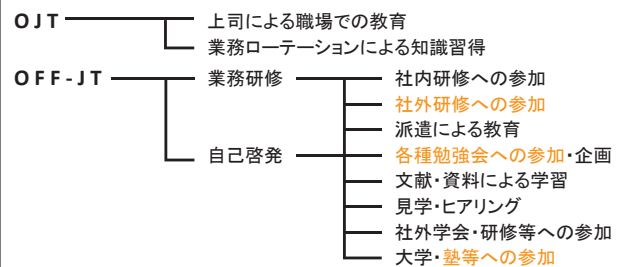 OJT 上司による職場での教育
業務ローテーションによる知識習得
OFF-JT 業務研修 社内研修への参加
社外研修への参加
派遣による教育
自己啓発 各種勉強会への参加・企画
文献・資料による学習
見学・ヒアリング
社外学会・研修等への参加
大学・塾等への参加